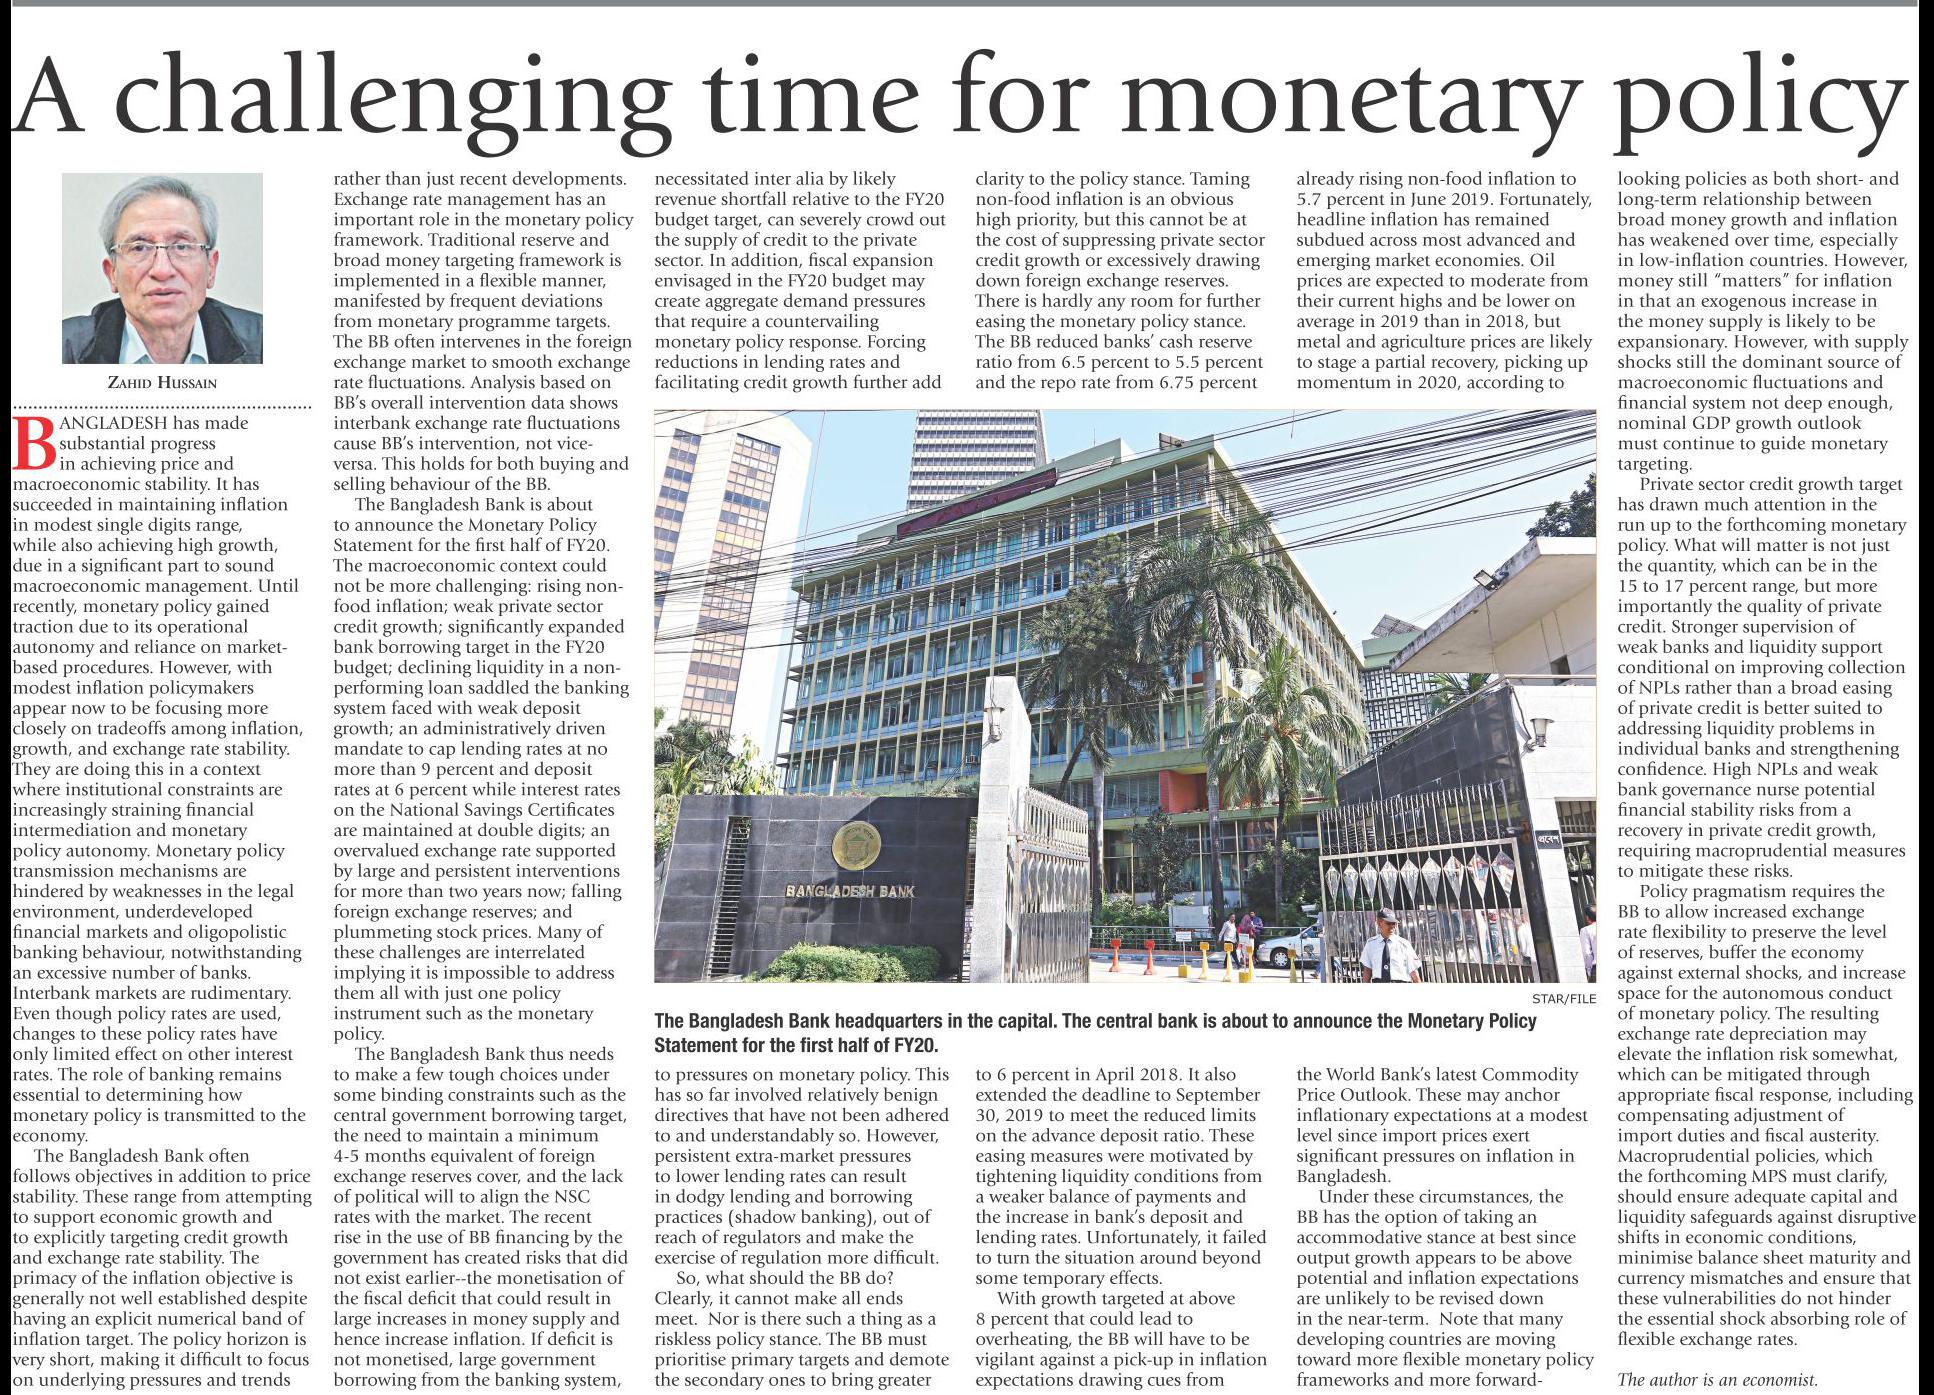 A challenging time for monetary policy
ZAHID HUSSAIN
BANGLADESH has made
substantial progress
in achieving price and
macroeconomic stability. It has
succeeded in maintaining inflation
in modest single digits range,
while also achieving high growth,
due in a significant part to sound
macroeconomic management. Until
recently, monetary policy gained
traction due to its operational
autonomy and reliance on market-
based procedures. However, with
modest inflation policymakers
appear now to be focusing more
closely on tradeoffs among inflation,
growth, and exchange rate stability.
They are doing this in a context
where institutional constraints are
increasingly straining financial
intermediation and monetary
policy autonomy. Monetary policy
transmission mechanisms are
hindered by weaknesses in the legal
environment, underdeveloped
financial markets and oligopolistic
banking behaviour, notwithstanding
an excessive number of banks.
Interbank markets are rudimentary.
Even though policy rates are used,
changes to these policy rates have
only limited effect on other interest
rates. The role of banking remains
essential to determining how
monetary policy is transmitted to the
economy.
The Bangladesh Bank often
follows objectives in addition to price
stability. These range from attempting
to support economic growth and
to explicitly targeting credit growth
and exchange rate stability. The
primacy of the inflation objective is
generally not well established despite
having an explicit numerical band of
inflation target. The policy horizon is
very short, making it difficult to focus
on underlying pressures and trends
rather than just recent developments.
Exchange rate management has an
important role in the monetary policy
framework. Traditional reserve and
broad money targeting framework is
implemented in a flexible manner,
manifested by frequent deviations
from monetary programme targets.
The BB often intervenes in the foreign
exchange market to smooth exchange
rate fluctuations. Analysis based on
BB's overall intervention data shows
interbank exchange rate fluctuations
cause BB's intervention, not vice-
versa. This holds for both buying and
selling behaviour of the BB.
The Bangladesh Bank is about
to announce the Monetary Policy
Statement for the first half of FY20.
The macroeconomic context could
not be more challenging: rising non-
food inflation; weak private sector
credit growth; significantly expanded
bank borrowing target in the FY20
budget; declining liquidity in a non-
performing loan saddled the banking
system faced with weak deposit
growth; an administratively driven
mandate to cap lending rates at no
more than 9 percent and deposit
rates at 6 percent while interest rates
on the National Savings Certificates
are maintained at double digits; an
overvalued exchange rate supported
by large and persistent interventions
for more than two years now; falling
foreign exchange reserves; and
plummeting stock prices. Many of
these challenges are interrelated
implying it is impossible to address
them all with just one policy
instrument such as the monetary
policy.
The Bangladesh Bank thus needs
to make a few tough choices under
some binding constraints such as the
central government borrowing target,
the need to maintain a minimum
4-5 months equivalent of foreign
exchange reserves cover, and the lack
of political will to align the NSC
rates with the market. The recent
rise in the use of BB financing by the
government has created risks that did
not exist earlier--the monetisation of
the fiscal deficit that could result in
large increases in money supply and
hence increase inflation. If deficit is
not monetised, large government
borrowing from the banking system,
necessitated inter alia by likely
revenue shortfall relative to the FY20
budget target, can severely crowd out
the supply of credit to the private
sector. In addition, fiscal expansion
envisaged in the FY20 budget may
create aggregate demand pressures
that require a countervailing
monetary policy response. Forcing
reductions in lending rates and
facilitating credit growth further add
BANGLADESH BANK
প্রবেশ
STAR/FILE
The Bangladesh Bank headquarters in the capital. The central bank is about to announce the Monetary Policy
Statement for the first half of FY20.
to pressures on monetary policy. This
has so far involved relatively benign
directives that have not been adhered
to and understandably so. However,
persistent extra-market pressures
to lower lending rates can result
in dodgy lending and borrowing
practices (shadow banking), out of
reach of regulators and make the
exercise of regulation more difficult.
So, what should the BB do?
Clearly, it cannot make all ends
meet. Nor is there such a thing as a
riskless policy stance. The BB must
prioritise primary targets and demote
the secondary ones to bring greater
clarity to the policy stance. Taming
non-food inflation is an obvious
high priority, but this cannot be at
the cost of suppressing private sector
credit growth or excessively drawing
down foreign exchange reserves.
There is hardly any room for further
easing the monetary policy stance.
The BB reduced banks' cash reserve
ratio from 6.5 percent to 5.5 percent
and the repo rate from 6.75 percent
to 6 percent in April 2018. It also
extended the deadline to September
30, 2019 to meet the reduced limits
on the advance deposit ratio. These
easing measures were motivated by
tightening liquidity conditions from
a weaker balance of payments and
the increase in bank's deposit and
lending rates. Unfortunately, it failed
to turn the situation around beyond
some temporary effects.
With growth targeted at above
8 percent that could lead to
overheating, the BB will have to be
vigilant against a pick-up in inflation
expectations drawing cues from
already rising non-food inflation to
5.7 percent in June 2019. Fortunately,
headline inflation has remained
subdued across most advanced and
emerging market economies. Oil
prices are expected to moderate from
their current highs and be lower on
average in 2019 than in 2018, but
metal and agriculture prices are likely
to stage a partial recovery, picking up
momentum in 2020, according to
the World Bank's latest Commodity
Price Outlook. These may anchor
inflationary expectations at a modest
level since import prices exert
significant pressures on inflation in
Bangladesh.
Under these circumstances, the
BB has the option of taking an
accommodative stance at best since
output growth appears to be above
potential and inflation expectations
are unlikely to be revised down
in the near-term. Note that many
developing countries are moving
toward more flexible monetary policy
frameworks and more forward-
looking policies as both short- and
long-term relationship between
broad money growth and inflation
has weakened over time, especially
in low-inflation countries. However,
money still "matters" for inflation
in that an exogenous increase in
the money supply is likely to be
expansionary. However, with supply
shocks still the dominant source of
macroeconomic fluctuations and
financial system not deep enough,
nominal GDP growth outlook
must continue to guide monetary
targeting.
Private sector credit growth target
has drawn much attention in the
run up to the forthcoming monetary
policy. What will matter is not just
the quantity, which can be in the
15 to 17 percent range, but more
importantly the quality of private
credit. Stronger supervision of
weak banks and liquidity support
conditional on improving collection
of NPLs rather than a broad easing
of private credit is better suited to
addressing liquidity problems in
individual banks and strengthening
confidence. High NPLs and weak
bank governance nurse potential
financial stability risks from a
recovery in private credit growth,
requiring macroprudential measures
to mitigate these risks.
Policy pragmatism requires the
BB to allow increased exchange
rate flexibility to preserve the level
of reserves, buffer the economy
against external shocks, and increase
space for the autonomous conduct
of monetary policy. The resulting
exchange rate depreciation may
elevate the inflation risk somewhat,
which can be mitigated through
appropriate fiscal response, including
compensating adjustment of
import duties and fiscal austerity.
Macroprudential policies, which
the forthcoming MPS must clarify,
should ensure adequate capital and
liquidity safeguards against disruptive
shifts in economic conditions,
minimise balance sheet maturity and
currency mismatches and ensure that
these vulnerabilities do not hinder
the essential shock absorbing role of
flexible exchange rates.
The author is an economist.